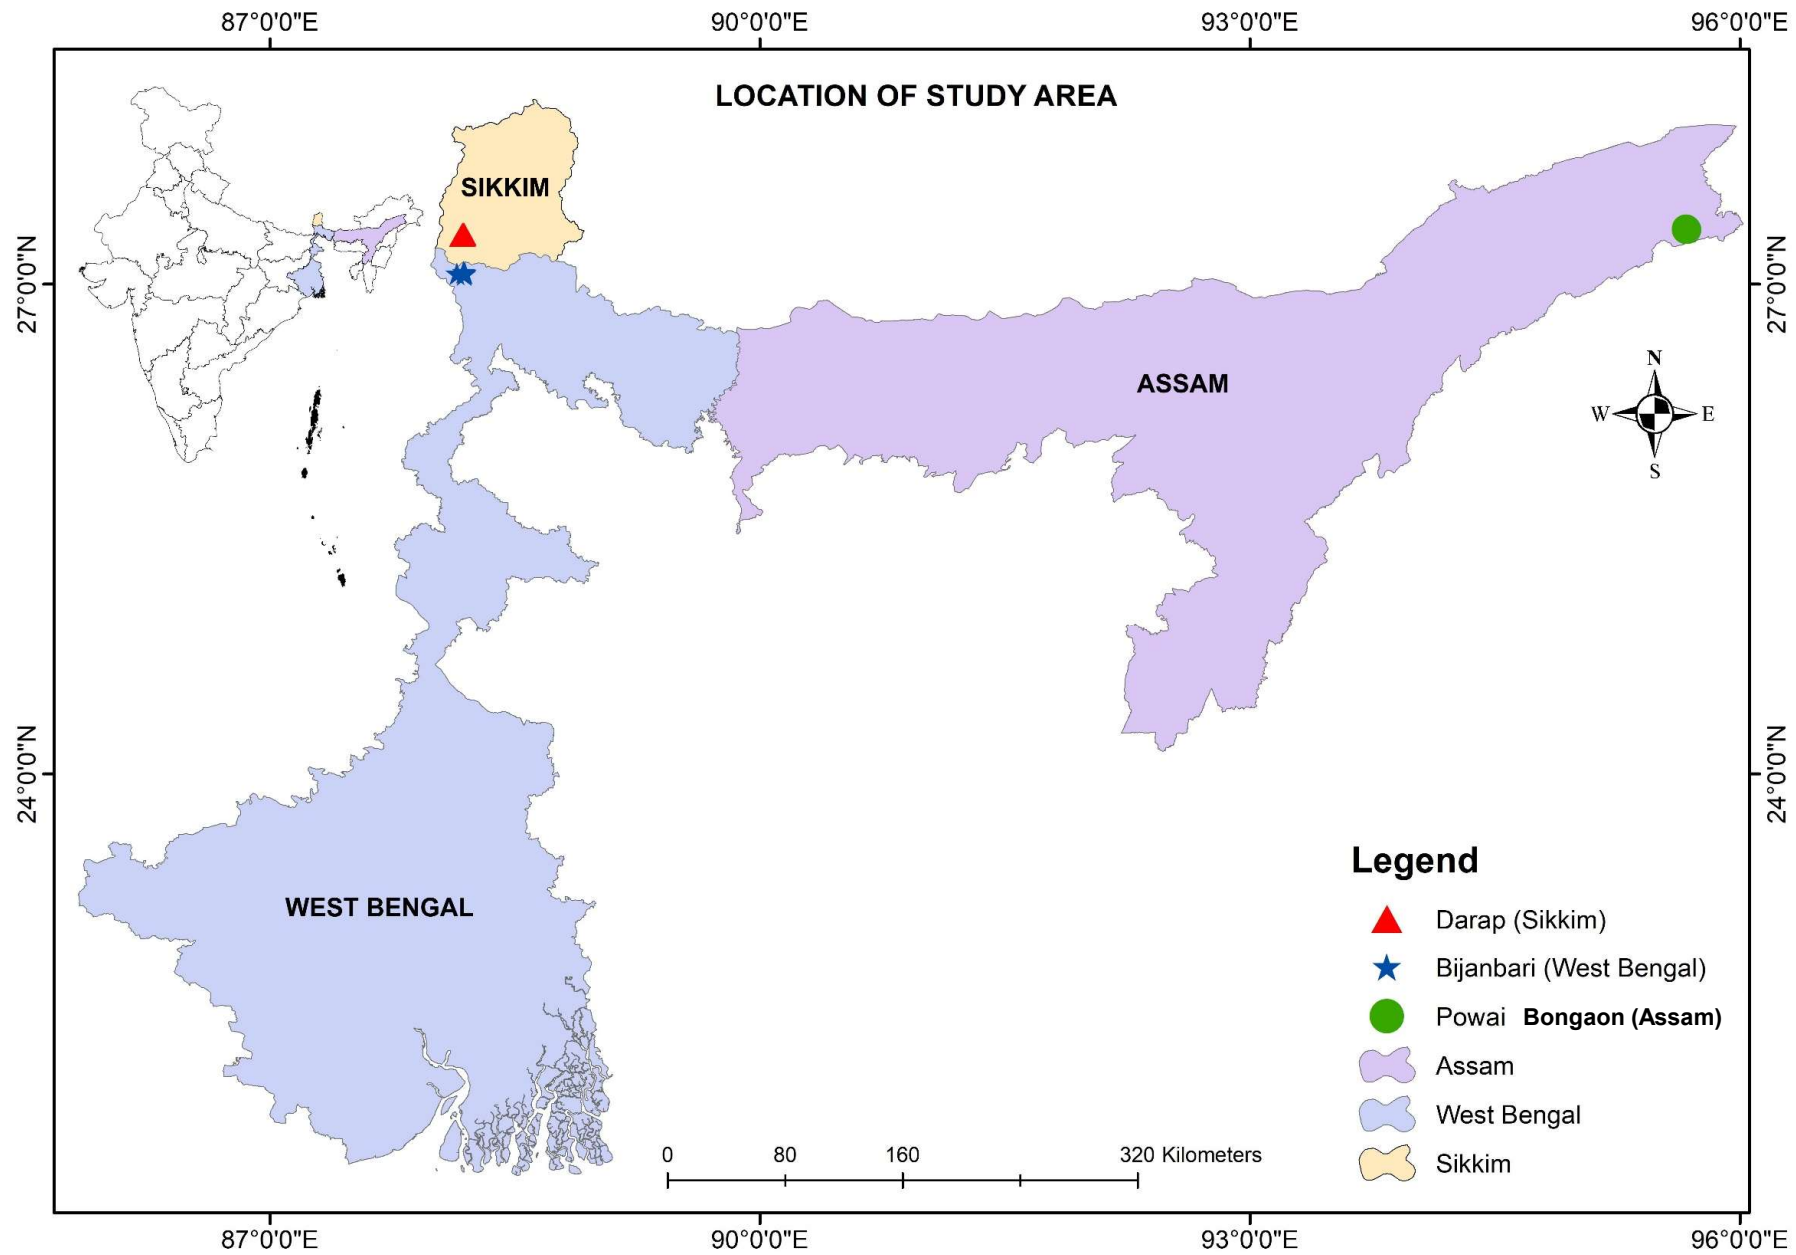 87°0'0"E 90°0'0"E 93°0'0"E 96°0'0"E
LOCATION OF STUDY AREA
SIKKIM
27°0'0"N 27°0'0"N
ASSAM
N
W E
S
24°0'0"N 24°0'0"N
WEST BENGAL
Legend
Darap (Sikkim)
Bijanbari (West Bengal)
Powai Bongaon (Assam)
Assam
West Bengal
Sikkim
0 80 160 320 Kilometers
87°0'0"E 90°0'0"E 93°0'0"E 96°0'0"E